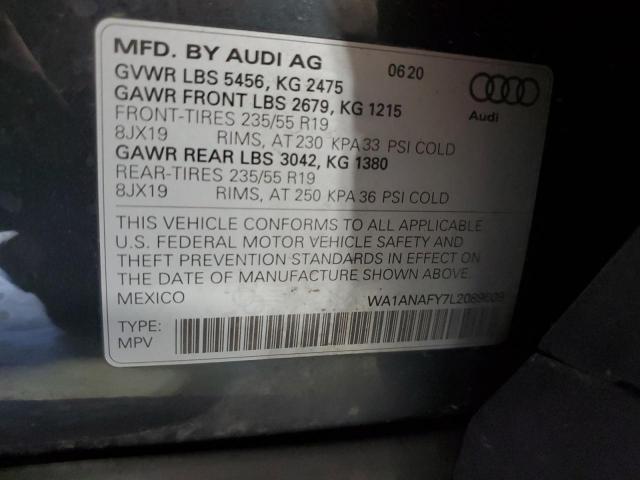 MFD. BY AUDI AG 0620
GVWR LBS 5456, KG 2475
GAWR FRONT LBS 2679, KG 1215
FRONT-TIRES 235/55 R19
8JX19 RIMS, AT 230 KPA 33 PSI COLD
GAWR REAR LBS 3042, KG 1380
REAR-TIRES 235/55 R19
8JX19 RIMS, AT 250 KPA 36 PSI COLD
Audi
THIS VEHICLE CONFORMS TO ALL APPLICABLE
U.S. FEDERAL MOTOR VEHICLE SAFETY AND
THEFT PREVENTION STANDARDS IN EFFECT ON
THE DATE OF MANUFACTURE SHOWN ABOVE.
MEXICO WA1ANAFY7L2089609
TYPE:
MPV